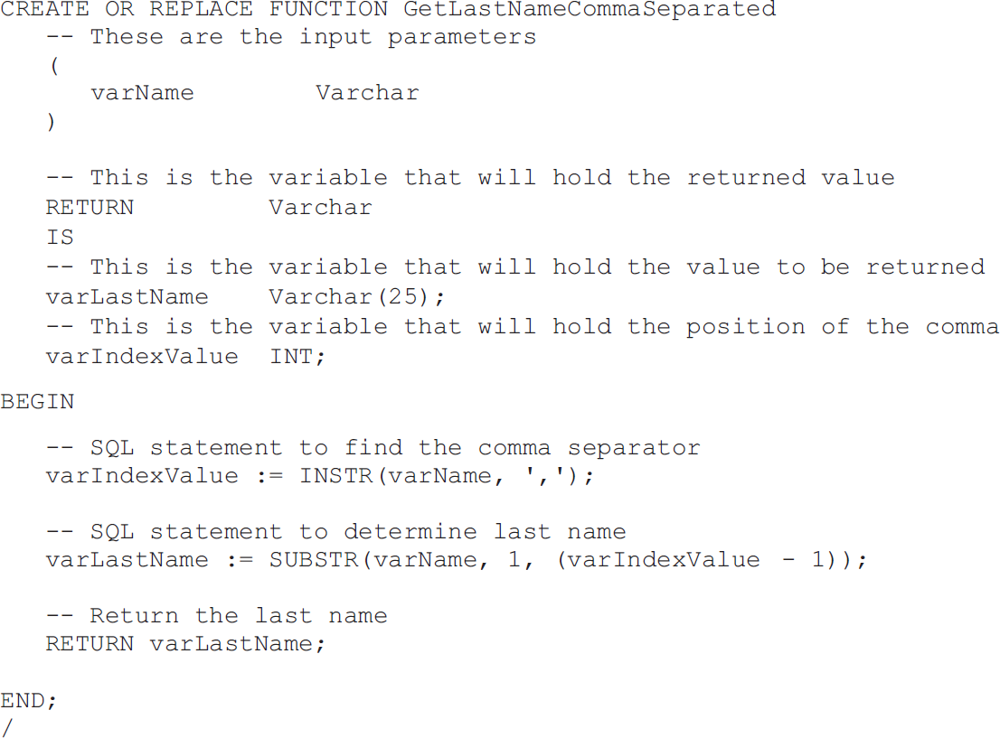 CREATE OR REPLACE FUNCTION GetLastNameCommaSeparated
-- These are the input parameters
(
varName Varchar
)
-- This is the variable that will hold the returned value
RETURN Varchar
IS
-- This is the variable that will hold the value to be returned
varLastName Varchar(25);
-- This is the variable that will hold the position of the comma
varIndexValue INT;
BEGIN
-- SQL statement to find the comma separator
varIndexValue := INSTR(varName, ',');
-- SQL statement to determine last name
varLastName := SUBSTR(varName, 1, (varIndexValue - 1));
-- Return the last name
RETURN varLastName;
END;
/